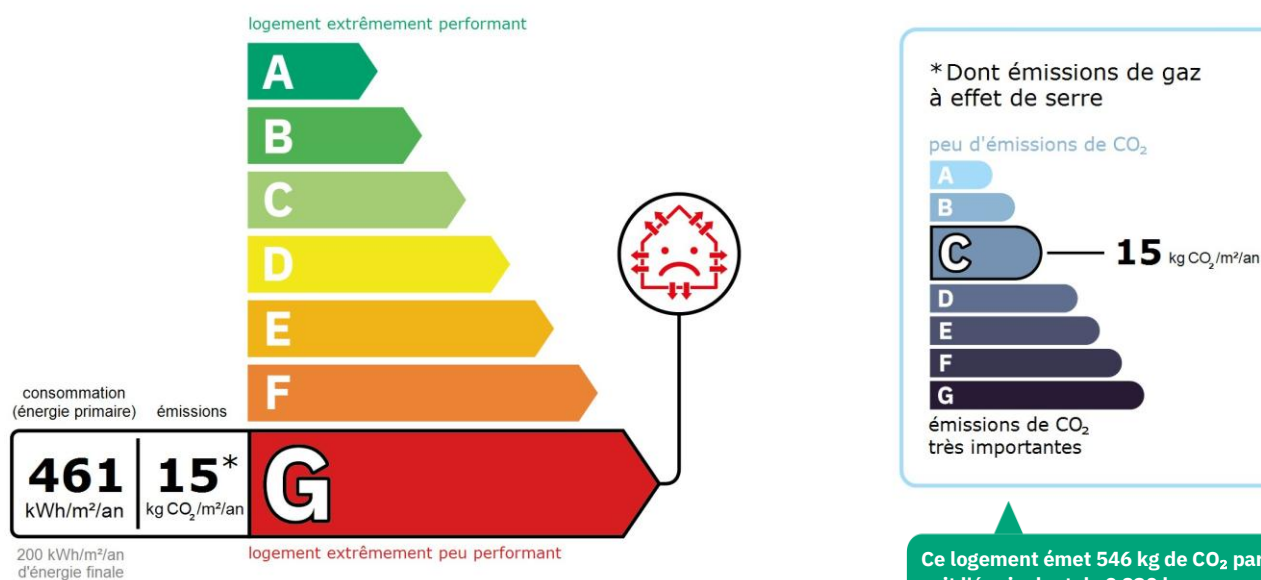 logement extrêmement performant
A
B
C
D
E
F
consommation
(énergie primaire)
émissions
461
kWh/m²/an
15*
kg CO₂/m²/an
G
200 kWh/m²/an
d'énergie finale
logement extrêmement peu performant
*Dont émissions de gaz
à effet de serre
peu d'émissions de CO₂
A
B
C
15 kg CO₂/m²/an
D
E
F
G
émissions de CO₂
très importantes
Ce logement émet 546 kg de CO₂ par